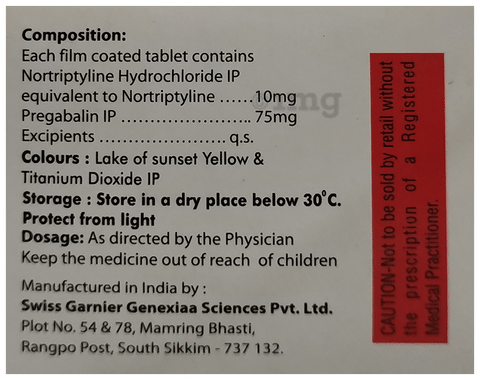 Composition:
Each film coated tablet contains
Nortriptyline Hydrochloride IP
equivalent to Nortriptyline ......10mg
Pregabalin IP ......................... 75mg
Excipients ........................ q.s.
Colours : Lake of sunset Yellow &
Titanium Dioxide IP
Storage : Store in a dry place below 30°C.
Protect from light
Dosage: As directed by the Physician
Keep the medicine out of reach of children
Manufactured in India by :
Swiss Garnier Genexiaa Sciences Pvt. Ltd.
Plot No. 54 & 78, Mamring Bhasti,
Rangpo Post, South Sikkim - 737 132.
CAUTION-Not to be sold by retail without
the prescription of a Registered
Medical Practitioner.